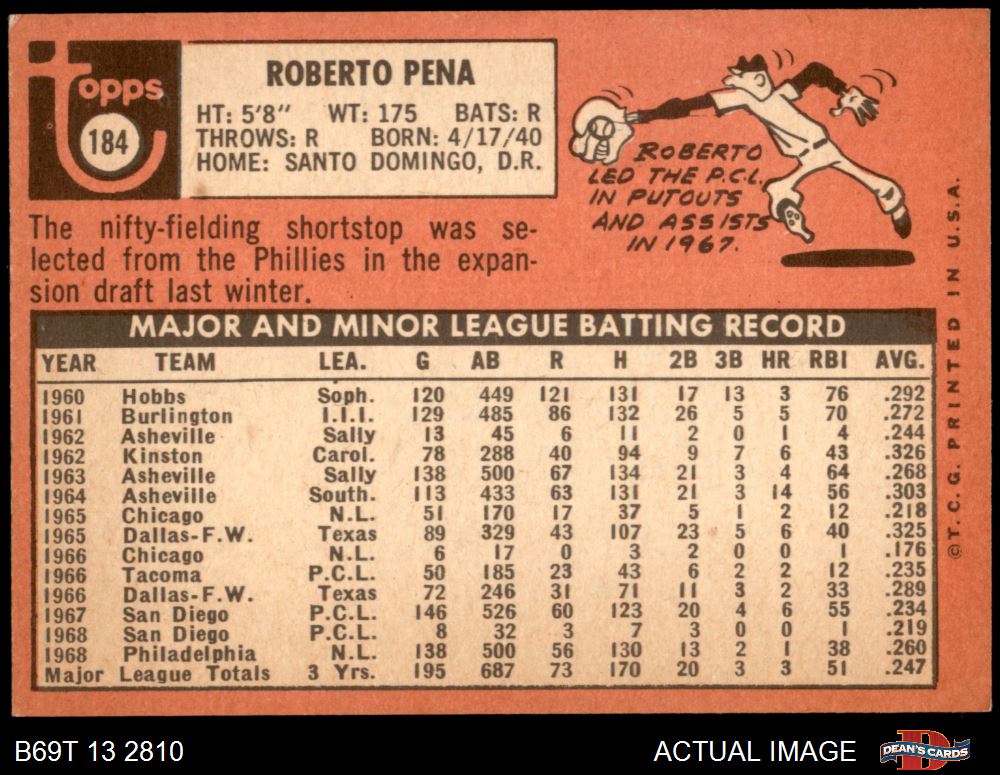 Topps
184
ROBERTO PENA
HT: 5'8" WT: 175 BATS: R
THROWS: R BORN: 4/17/40
HOME: SANTO DOMINGO, D.R.
ROBERTO
LED THE P.C.L.
IN PUTOUTS
AND ASSISTS
IN 1967.
The nifty-fielding shortstop was se-
lected from the Phillies in the expan-
sion draft last winter.
MAJOR AND MINOR LEAGUE BATTING RECORD
YEAR TEAM LEA. G AB R H 2B 3B HR RBI AVG.
1960 Hobbs Soph. 120 449 121 131 17 13 3 76 .292
1961 Burlington I.I.I. 129 485 86 132 26 5 5 70 .272
1962 Asheville Sally 13 45 6 11 2 0 1 4 .244
1962 Kinston Carol. 78 288 40 94 9 7 6 43 .326
1963 Asheville Sally 138 500 67 134 21 3 4 64 .268
1964 Asheville South. 113 433 63 131 21 3 14 56 .303
1965 Chicago N.L. 51 170 17 37 5 1 2 12 .218
1965 Dallas-F.W. Texas 89 329 43 107 23 5 6 40 .325
1966 Chicago N.L. 6 17 0 3 2 0 0 1 .176
1966 Tacoma P.C.L. 50 185 23 43 6 2 2 12 .235
1966 Dallas-F.W. Texas 72 246 31 71 11 3 2 33 .289
1967 San Diego P.C.L. 146 526 60 123 20 4 6 55 .234
1968 San Diego P.C.L. 8 32 3 7 3 0 0 1 .219
1968 Philadelphia N.L. 138 500 56 130 13 2 1 38 .260
Major League Totals 3 Yrs. 195 687 73 170 20 3 3 51 .247
©T.C.G. PRINTED IN U.S.A.
B69T 13 2810 ACTUAL IMAGE
D
DEAN'S CARDS